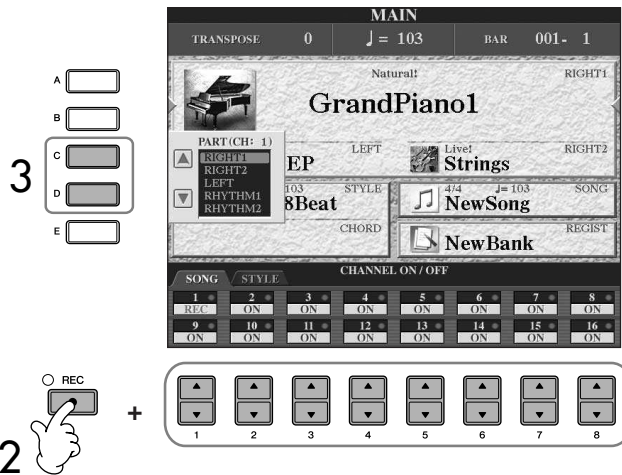 MAIN
TRANSPOSE 0 ♩= 103 BAR 001- 1
Natural! RIGHT1
GrandPiano1
PART(CH: 1)
RIGHT1
RIGHT2
LEFT
RHYTHM1
RHYTHM2
EP LEFT
Live! RIGHT2
Strings
103 STYLE
8Beat
4/4 ♩= 103 SONG
NewSong
CHORD
REGIST
NewBank
SONG STYLE CHANNEL ON / OFF
1 2 3 4 5 6 7 8
REC ON ON ON ON ON ON ON
9 10 11 12 13 14 15 16
ON ON ON ON ON ON ON ON
A
B
C
D
E
3
REC
+
2
1 2 3 4 5 6 7 8